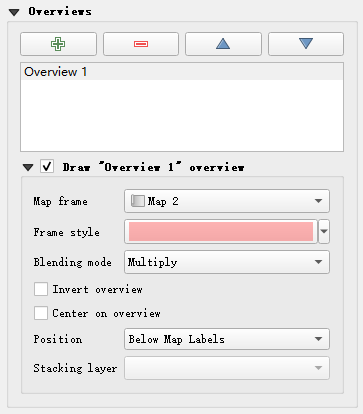 Overviews
Overview 1
Draw "Overview 1" overview
Map frame Map 2
Frame style
Blending mode Multiply
Invert overview
Center on overview
Position Below Map Labels
Stacking layer